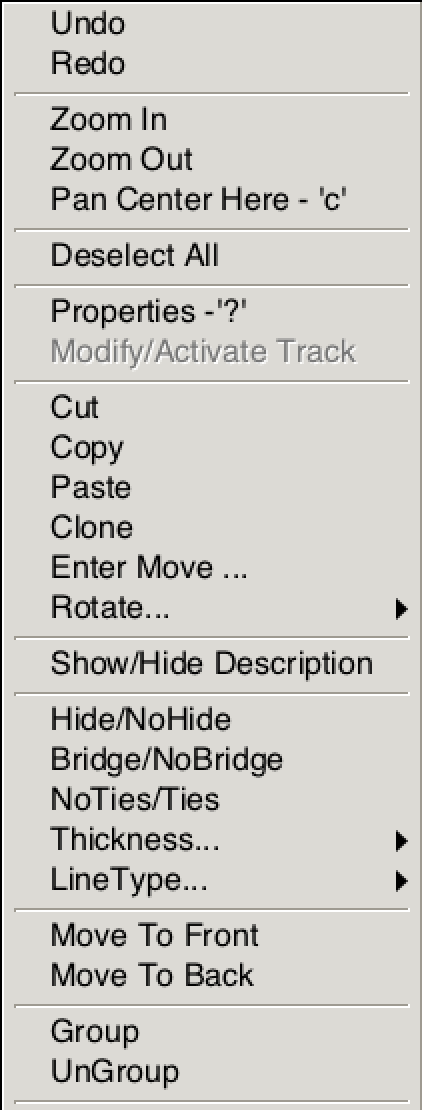 Undo
Redo
Zoom In
Zoom Out
Pan Center Here - 'c'
Deselect All
Properties -'?'
Modify/Activate Track
Cut
Copy
Paste
Clone
Enter Move ...
Rotate...
Show/Hide Description
Hide/NoHide
Bridge/NoBridge
NoTies/Ties
Thickness...
LineType...
Move To Front
Move To Back
Group
UnGroup